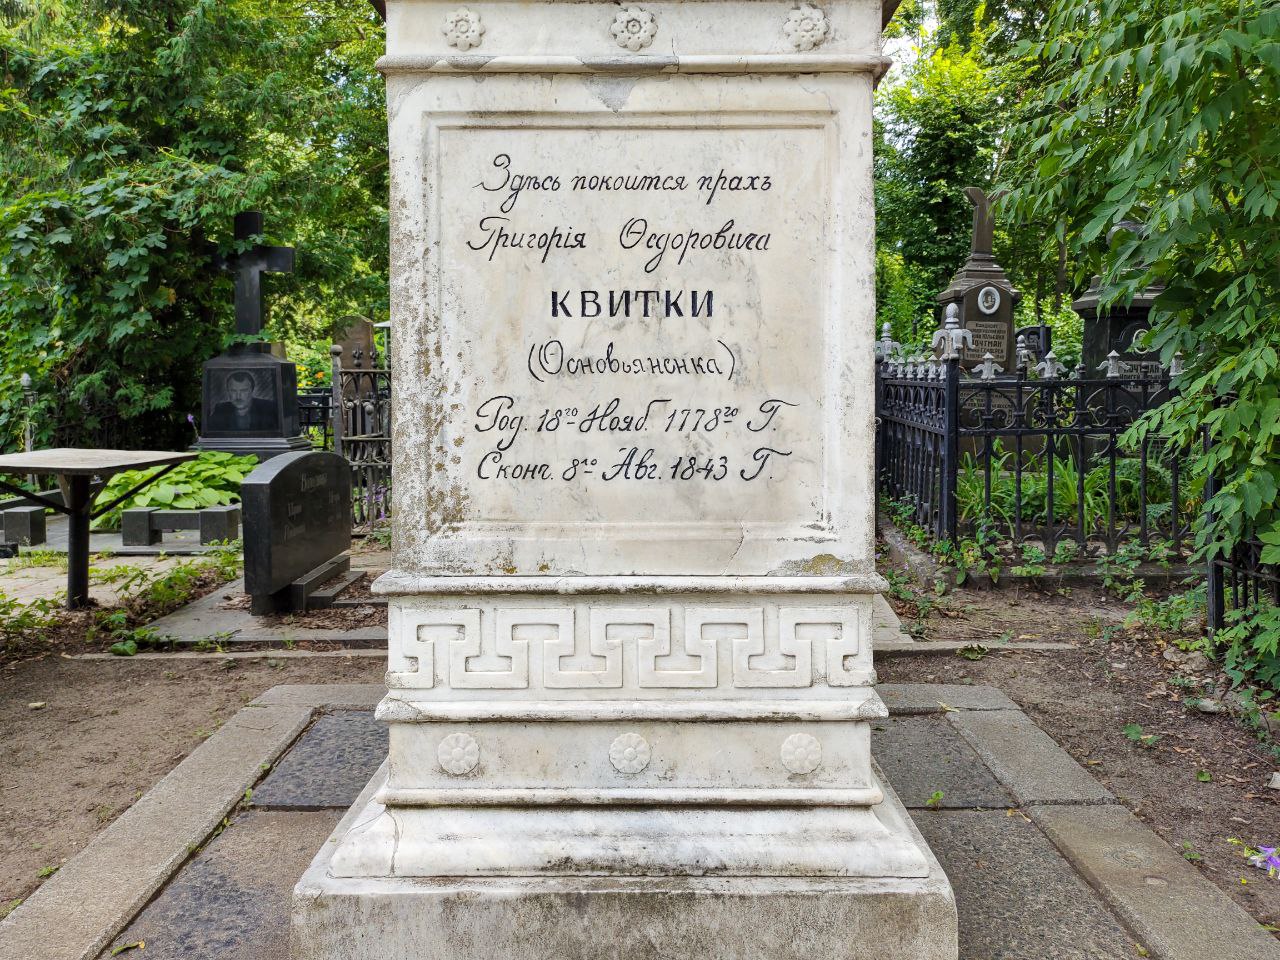 Здѣсь покоится прахъ
Григорія Ѳедоровича
КВИТКИ
(Основьяненка)
Род. 18го Нояб. 1778го Г.
Сконч. 8го Авг. 1843 Г.